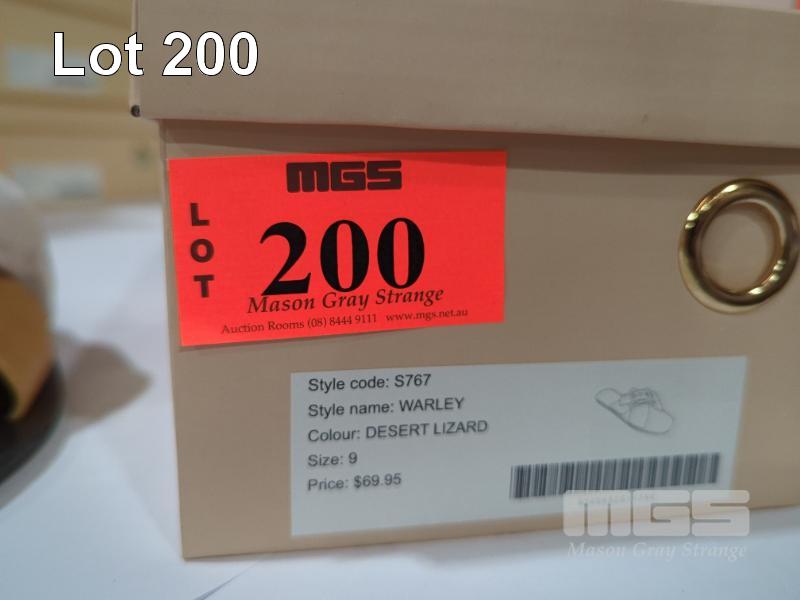 Lot 200
MGS
LOT
200
Mason Gray Strange
Auction Rooms (08) 8444 9111 www.mgs.net.au
Style code: S767
Style name: WARLEY
Colour: DESERT LIZARD
Size: 9
Price: $69.95
MGS
Mason Gray Strange